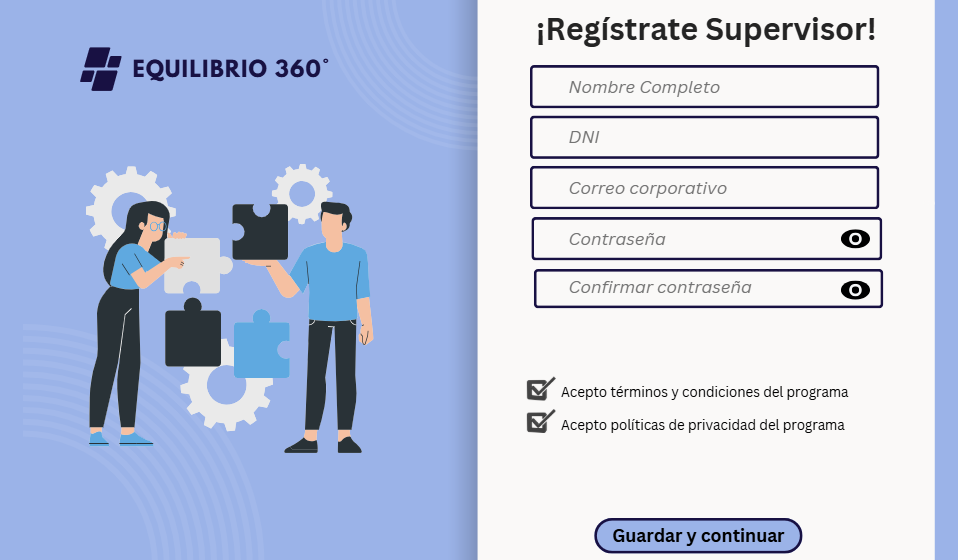 EQUILIBRIO 360°
¡Regístrate Supervisor!
Nombre Completo
DNI
Correo corporativo
Contraseña
Confirmar contraseña
Acepto términos y condiciones del programa
Acepto políticas de privacidad del programa
Guardar y continuar